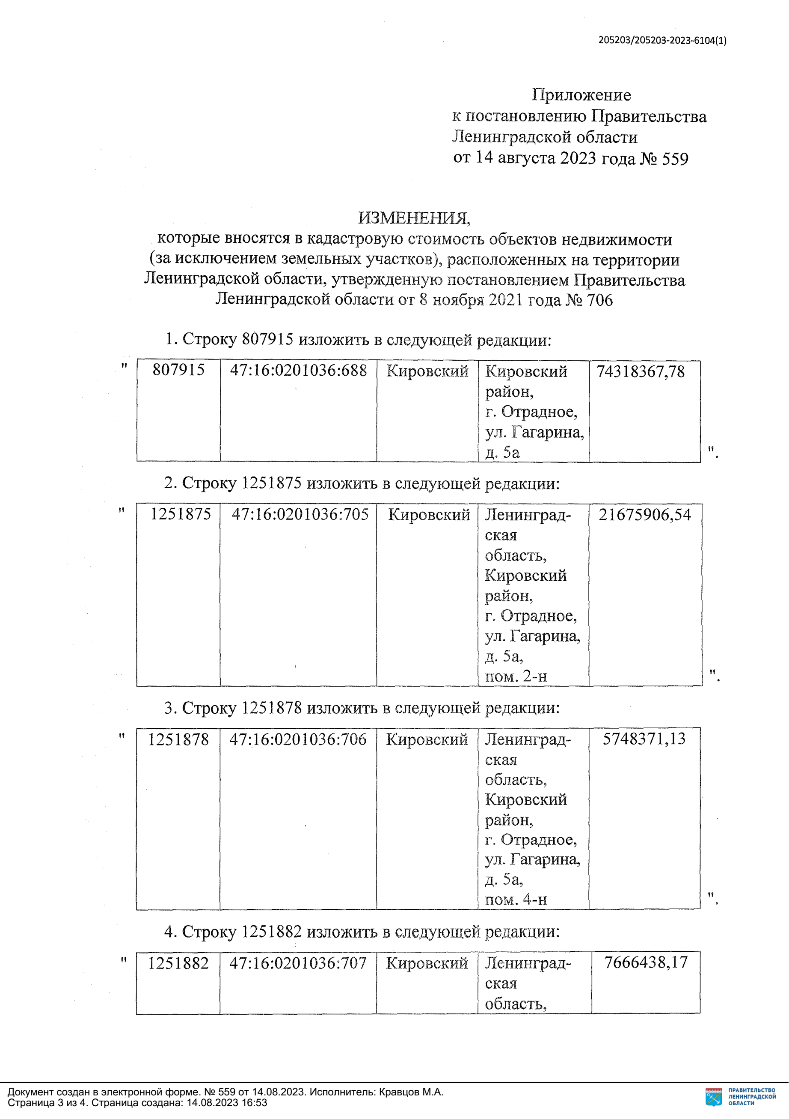 205203/205203-2023-6104(1)
Приложение
к постановлению Правительства
Ленинградской области
от 14 августа 2023 года № 559
ИЗМЕНЕНИЯ,
которые вносятся в кадастровую стоимость объектов недвижимости
(за исключением земельных участков), расположенных на территории
Ленинградской области, утвержденную постановлением Правительства
Ленинградской области от 8 ноября 2021 года № 706
1. Строку 807915 изложить в следующей редакции:
" 807915 47:16:0201036:688 Кировский Кировский 74318367,78
район,
г. Отрадное,
ул. Гагарина,
д. 5а ".
2. Строку 1251875 изложить в следующей редакции:
" 1251875 47:16:0201036:705 Кировский Ленинград- 21675906,54
ская
область,
Кировский
район,
г. Отрадное,
ул. Гагарина,
д. 5а,
пом. 2-н ".
3. Строку 1251878 изложить в следующей редакции:
" 1251878 47:16:0201036:706 Кировский Ленинград- 5748371,13
ская
область,
Кировский
район,
г. Отрадное,
ул. Гагарина,
д. 5а,
пом. 4-н ".
4. Строку 1251882 изложить в следующей редакции:
" 1251882 47:16:0201036:707 Кировский Ленинград- 7666438,17
ская
область,
Документ создан в электронной форме. № 559 от 14.08.2023. Исполнитель: Кравцов М.А.
Страница 3 из 4. Страница создана: 14.08.2023 16:53
ПРАВИТЕЛЬСТВО
ЛЕНИНГРАДСКОЙ
ОБЛАСТИ